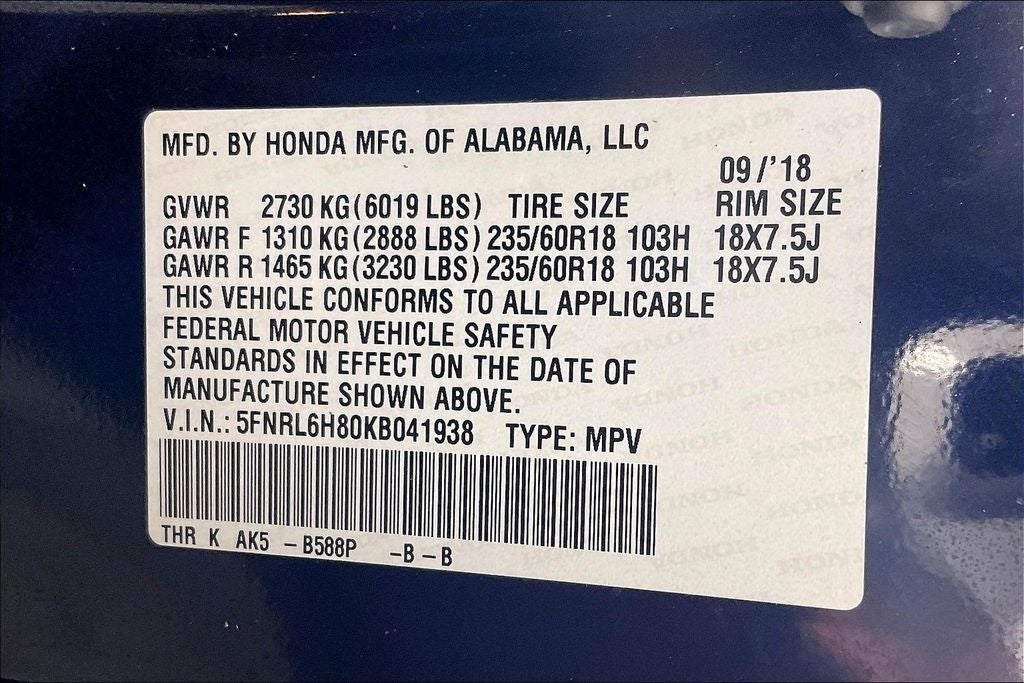 MFD. BY HONDA MFG. OF ALABAMA, LLC
09/'18
GVWR 2730 KG(6019 LBS) TIRE SIZE RIM SIZE
GAWR F 1310 KG(2888 LBS) 235/60R18 103H 18X7.5J
GAWR R 1465 KG(3230 LBS) 235/60R18 103H 18X7.5J
THIS VEHICLE CONFORMS TO ALL APPLICABLE
FEDERAL MOTOR VEHICLE SAFETY
STANDARDS IN EFFECT ON THE DATE OF
MANUFACTURE SHOWN ABOVE.
V.I.N.: 5FNRL6H80KB041938 TYPE: MPV
THR K AK5 -B588P -B-B